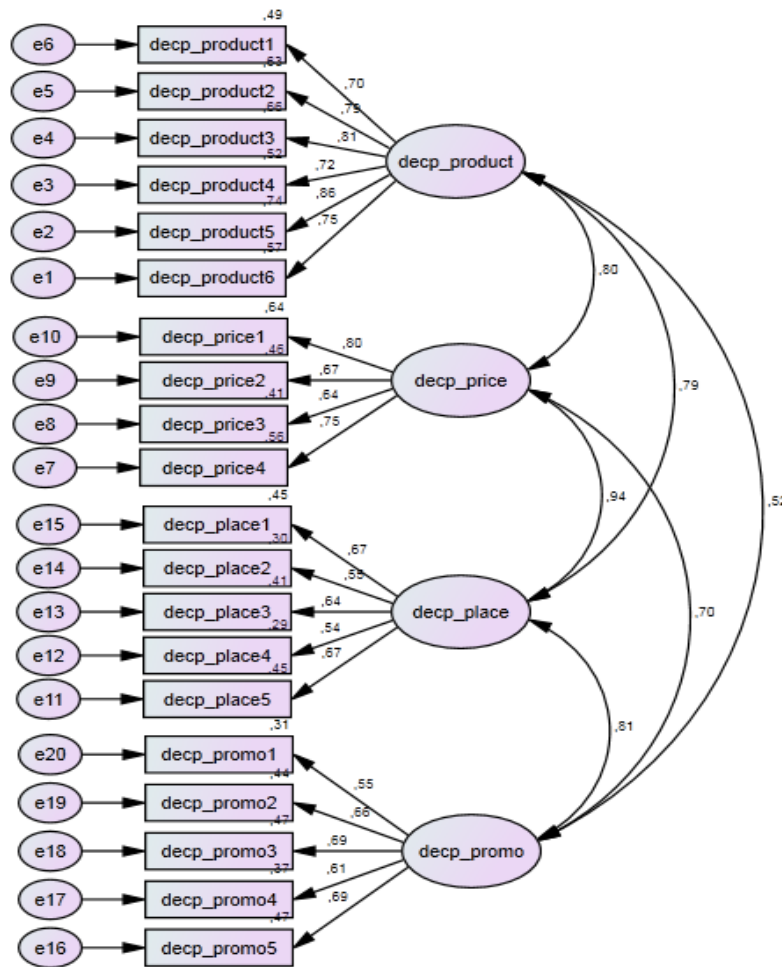 ,49
e6 decp_product1
,63
,70
e5 decp_product2
,79
,66
e4 decp_product3
,81
decp_product
,52
e3 decp_product4
,72
,74
,86
e2 decp_product5
,75
,57
e1 decp_product6
,80
,64
e10 decp_price1
,80
,46
e9 decp_price2
,67
decp_price
,79
,41
,64
e8 decp_price3
,75
,56
e7 decp_price4
,45
,94
,52
e15 decp_place1
,30
,67
e14 decp_place2
,55
,41
e13 decp_place3
,64
decp_place
,70
,29
,54
e12 decp_place4
,45
,67
e11 decp_place5
,31
,81
e20 decp_promo1
,44
,55
e19 decp_promo2
,66
,47
e18 decp_promo3
,69
decp_promo
,37
,61
e17 decp_promo4
,69
,47
e16 decp_promo5